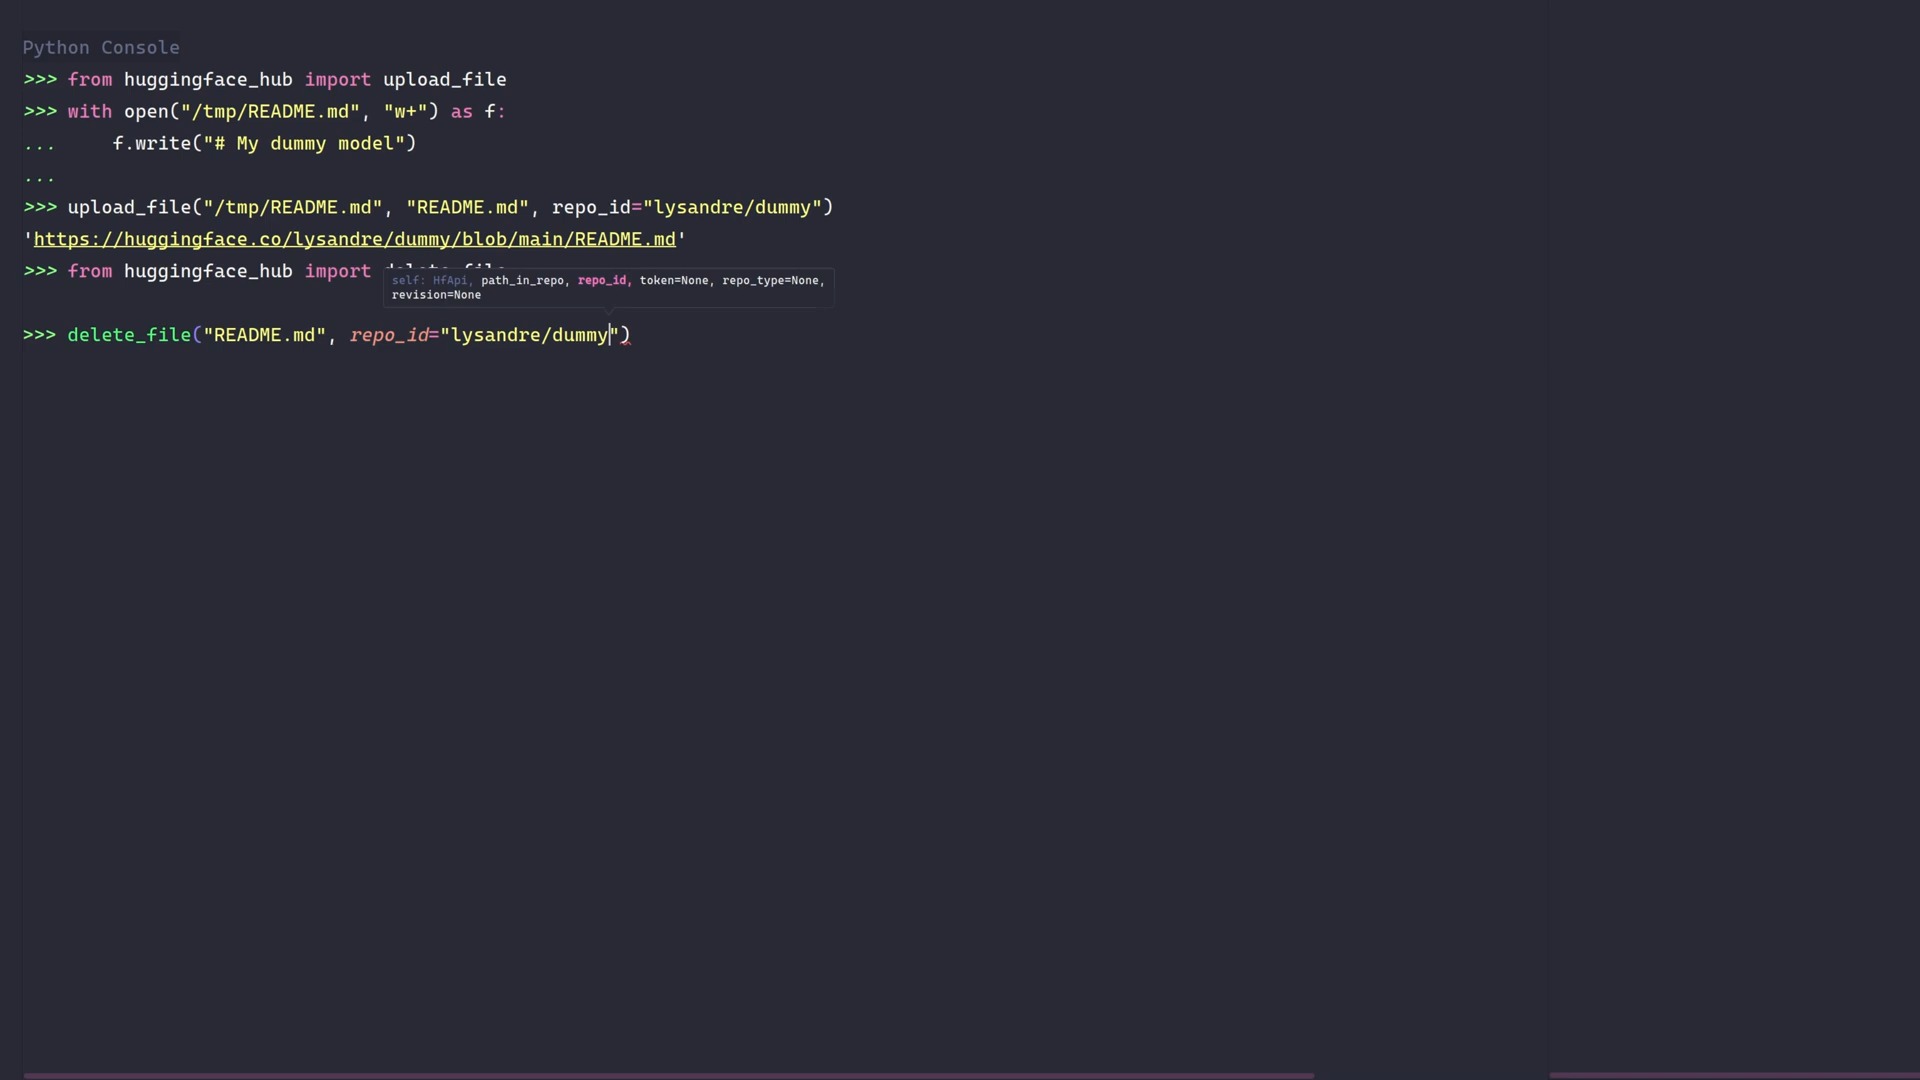 Python Console
>>> from huggingface_hub import upload_file
>>> with open("/tmp/README.md", "w+") as f:
...     f.write("# My dummy model")
...
>>> upload_file("/tmp/README.md", "README.md", repo_id="lysandre/dummy")
'https://huggingface.co/lysandre/dummy/blob/main/README.md'
>>> from huggingface_hub import delete_file
self: HfApi, path_in_repo, repo_id, token=None, repo_type=None,
revision=None
>>> delete_file("README.md", repo_id="lysandre/dummy")